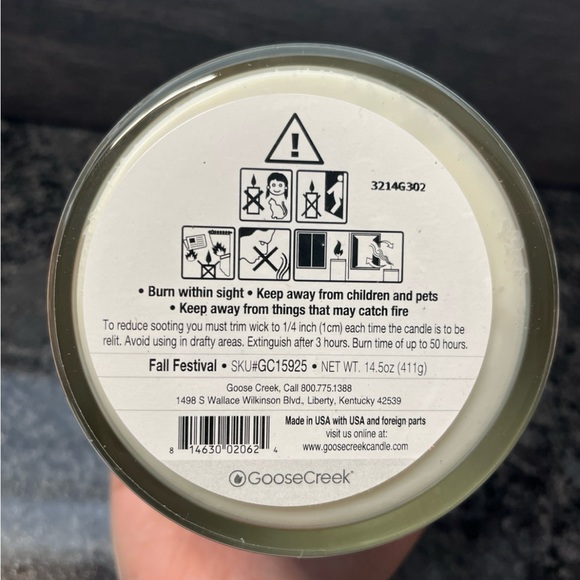 3214G302
• Burn within sight • Keep away from children and pets
• Keep away from things that may catch fire
To reduce sooting you must trim wick to 1/4 inch (1cm) each time the candle is to be
relit. Avoid using in drafty areas. Extinguish after 3 hours. Burn time of up to 50 hours.
Fall Festival • SKU#GC15925 • NET WT. 14.5oz (411g)
Goose Creek, Call 800.775.1388
1498 S Wallace Wilkinson Blvd., Liberty, Kentucky 42539
Made in USA with USA and foreign parts
visit us online at:
www.goosecreekcandle.com
8 14630 02062 4
GooseCreek®